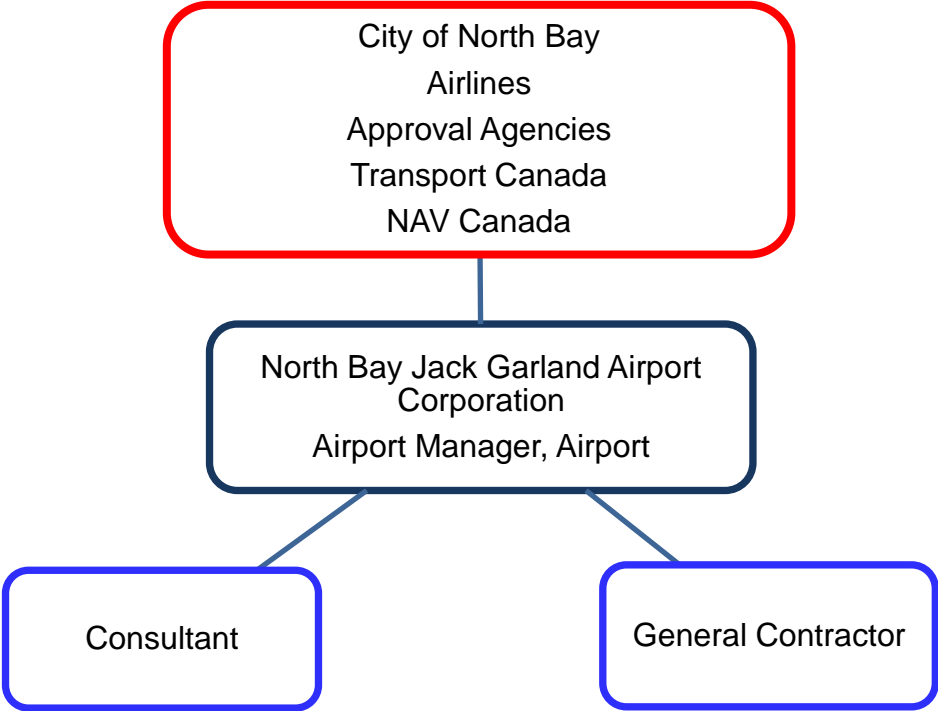 City of North Bay
Airlines
Approval Agencies
Transport Canada
NAV Canada
North Bay Jack Garland Airport
Corporation
Airport Manager, Airport
Consultant
General Contractor